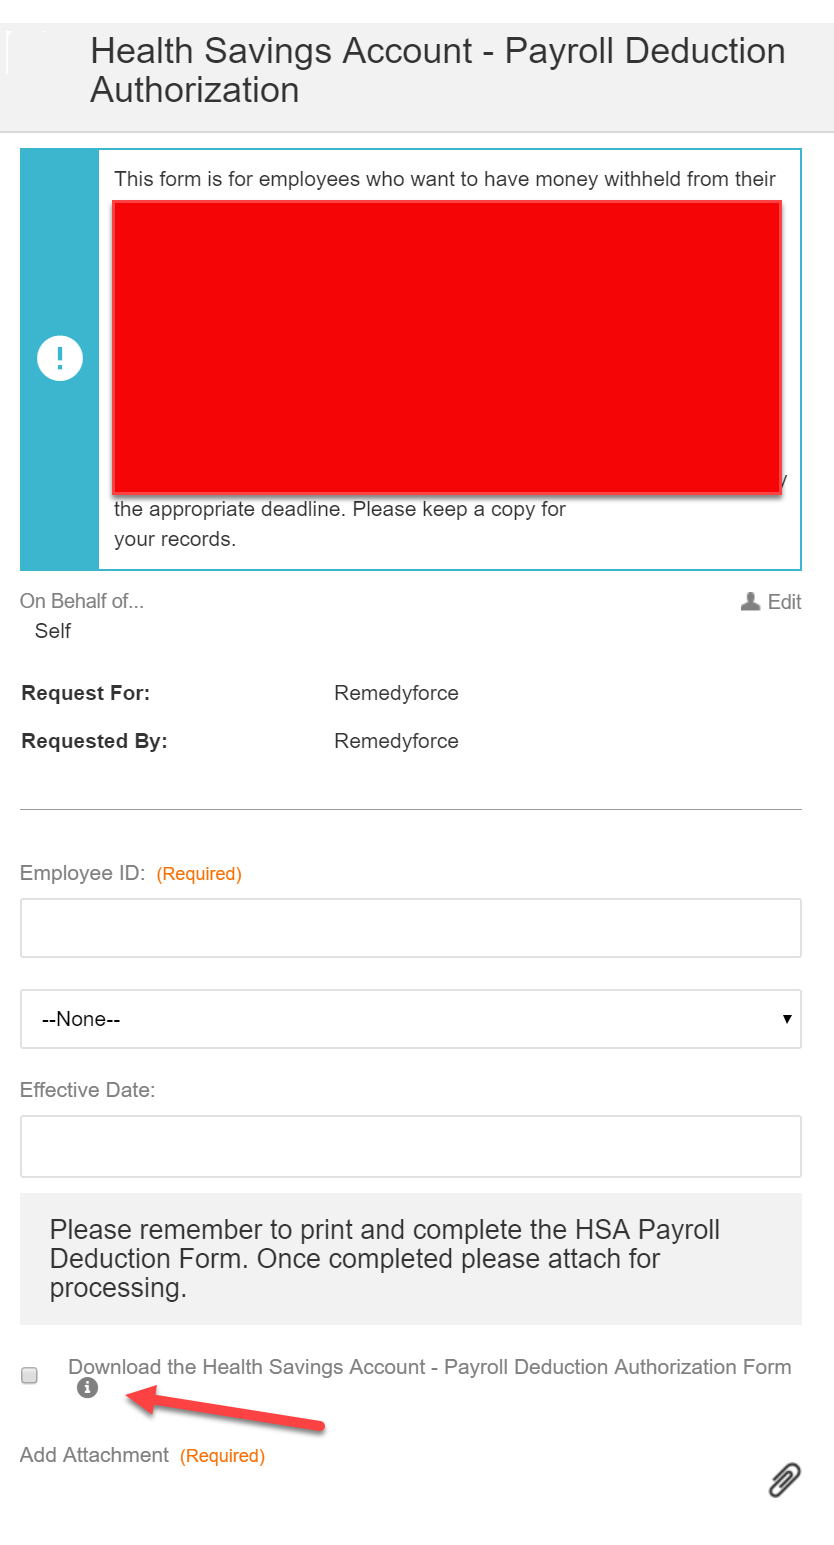 Health Savings Account - Payroll Deduction
Authorization
This form is for employees who want to have money withheld from their
the appropriate deadline. Please keep a copy for
your records.
On Behalf of...
Edit
Self
Request For: Remedyforce
Requested By: Remedyforce
Employee ID: (Required)
--None--
Effective Date:
Please remember to print and complete the HSA Payroll
Deduction Form. Once completed please attach for
processing.
Download the Health Savings Account - Payroll Deduction Authorization Form
Add Attachment (Required)